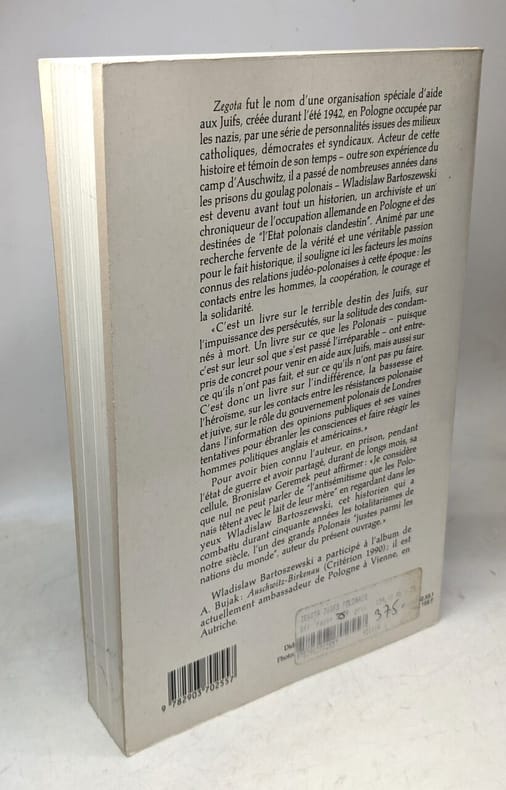 Zegota fut le nom d'une organisation spéciale d'aide
aux Juifs, créée durant l'été 1942, en Pologne occupée par
les nazis, par une série de personnalités issues des milieux
catholiques, démocrates et syndicaux. Acteur de cette
histoire et témoin de son temps – outre son expérience du
camp d'Auschwitz, il a passé de nombreuses années dans
les prisons du goulag polonais – Wladislaw Bartoszewski
est devenu avant tout un historien, un archiviste et un
chroniqueur de l'occupation allemande en Pologne et des
destinées de "l'Etat polonais clandestin". Animé par une
recherche fervente de la vérité et une véritable passion
pour le fait historique, il souligne ici les facteurs les moins
connus des relations judéo-polonaises à cette époque : les
contacts entre les hommes, la coopération, le courage et
la solidarité.
«C'est un livre sur le terrible destin des Juifs, sur
l'impuissance des persécutés, sur la solitude des condam-
nés à mort. Un livre sur ce que les Polonais – puisque
c'est sur leur sol que s'est passé l'irréparable – ont entre-
pris de concret pour venir en aide aux Juifs, mais aussi sur
ce qu'ils n'ont pas fait, et sur ce qu'ils n'ont pas pu faire.
C'est donc un livre sur l'indifférence, la bassesse et
l'héroïsme, sur les contacts entre les résistances polonaise
et juive, sur le rôle du gouvernement polonais de Londres
dans l'information des opinions publiques et ses vaines
tentatives pour ébranler les consciences et faire réagir les
hommes politiques anglais et américains.»
Pour avoir bien connu l'auteur, en prison, pendant
l'état de guerre et avoir partagé, durant de longs mois, sa
cellule, Bronislaw Geremek peut affirmer : «Je considère
que nul ne peut parler de "l'antisémitisme que les Polo-
nais têtent avec le lait de leur mère" en regardant dans les
yeux Wladislaw Bartoszewski, cet historien qui a
combattu durant cinquante années les totalitarismes de
notre siècle, l'un des grands Polonais "justes parmi les
nations du monde", auteur du présent ouvrage.»
Wladislaw Bartoszewski a participé à l'album de
A. Bujak : Auschwitz-Birkenau (Critérion 1990) ; il est
actuellement ambassadeur de Pologne à Vienne, en
Autriche.
ZEGOTA JUIFS POLONAIS
375
Did
Photo
9 782903 702557